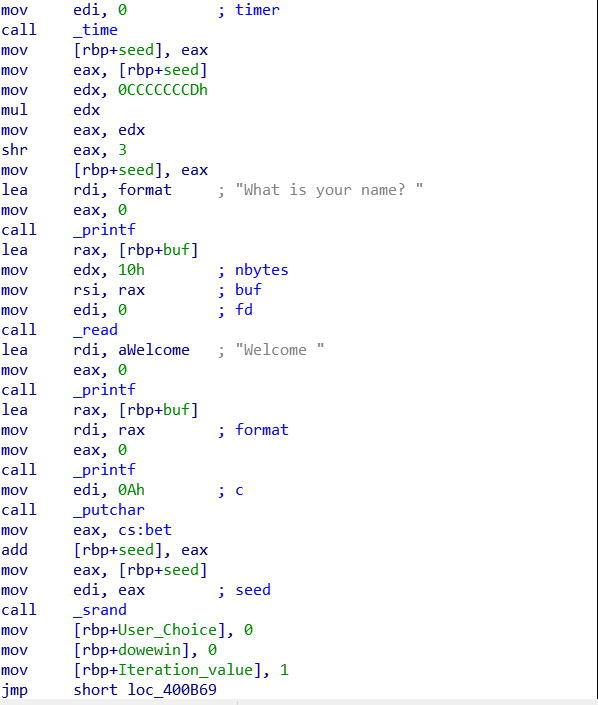 mov edi, 0 ; timer
call _time
mov [rbp+seed], eax
mov eax, [rbp+seed]
mov edx, 0CCCCCCCDh
mul edx
mov eax, edx
shr eax, 3
mov [rbp+seed], eax
lea rdi, format ; "What is your name? "
mov eax, 0
call _printf
lea rax, [rbp+buf]
mov edx, 10h ; nbytes
mov rsi, rax ; buf
mov edi, 0 ; fd
call _read
lea rdi, aWelcome ; "Welcome "
mov eax, 0
call _printf
lea rax, [rbp+buf]
mov rdi, rax ; format
mov eax, 0
call _printf
mov edi, 0Ah ; c
call _putchar
mov eax, cs:bet
add [rbp+seed], eax
mov eax, [rbp+seed]
mov edi, eax ; seed
call _srand
mov [rbp+User_Choice], 0
mov [rbp+dowewin], 0
mov [rbp+Iteration_value], 1
jmp short loc_400B69